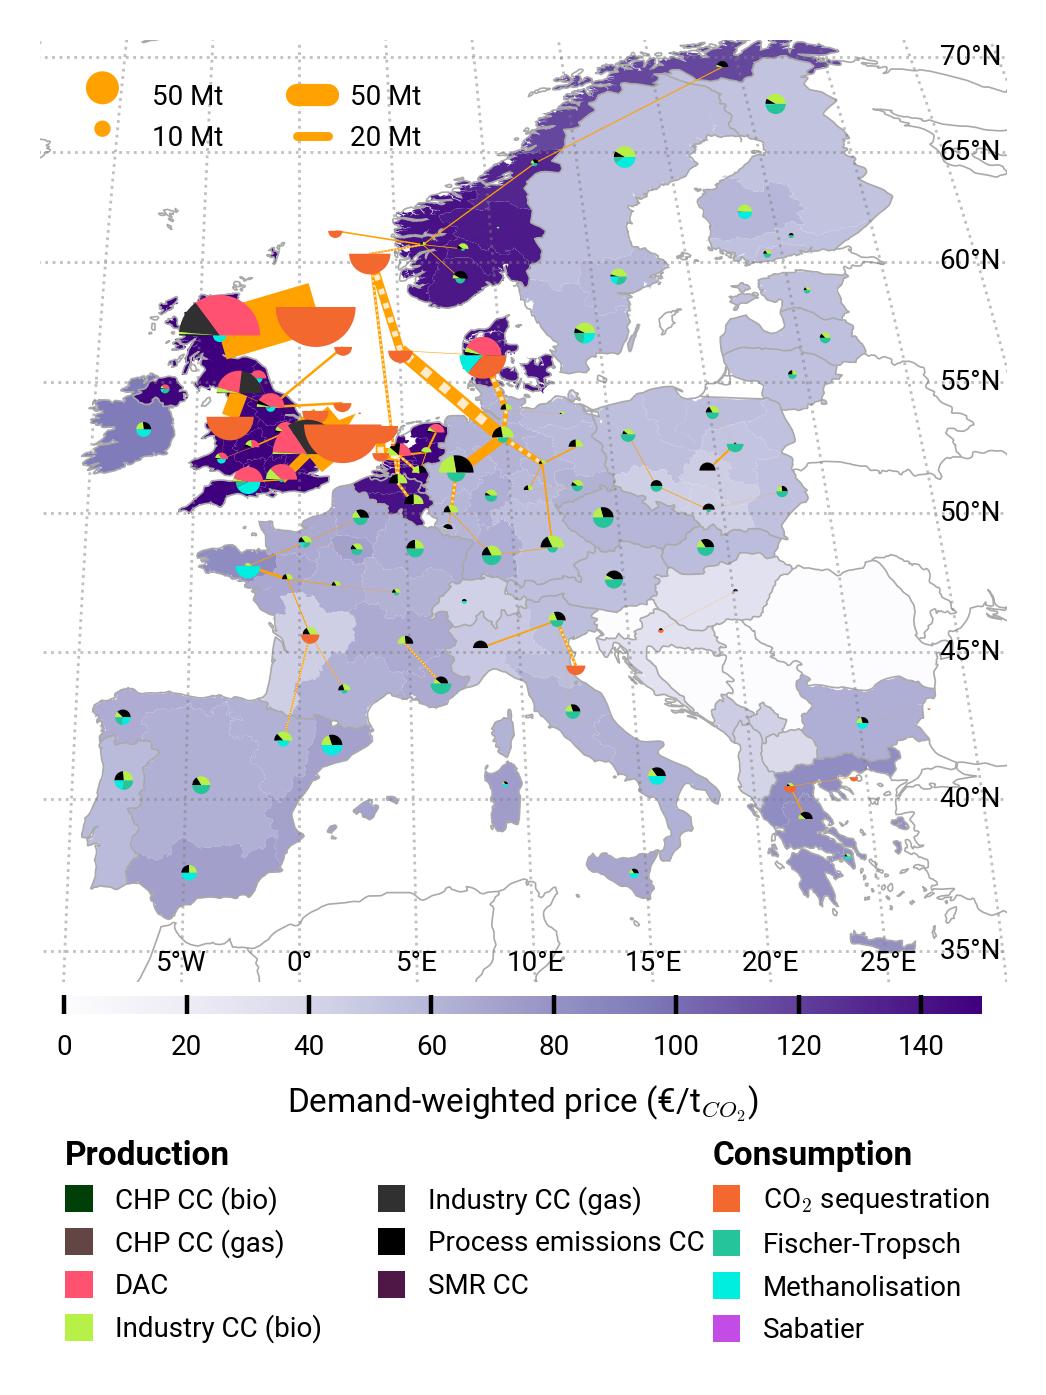 70°N
50 Mt 50 Mt
10 Mt 20 Mt
65°N
60°N
55°N
50°N
45°N
40°N
35°N
5°W 0° 5°E 10°E 15°E 20°E 25°E
0 20 40 60 80 100 120 140
Demand-weighted price (€/t_CO₂)
Production Consumption
CHP CC (bio) Industry CC (gas) CO₂ sequestration
CHP CC (gas) Process emissions CC Fischer-Tropsch
DAC SMR CC Methanolisation
Industry CC (bio) Sabatier